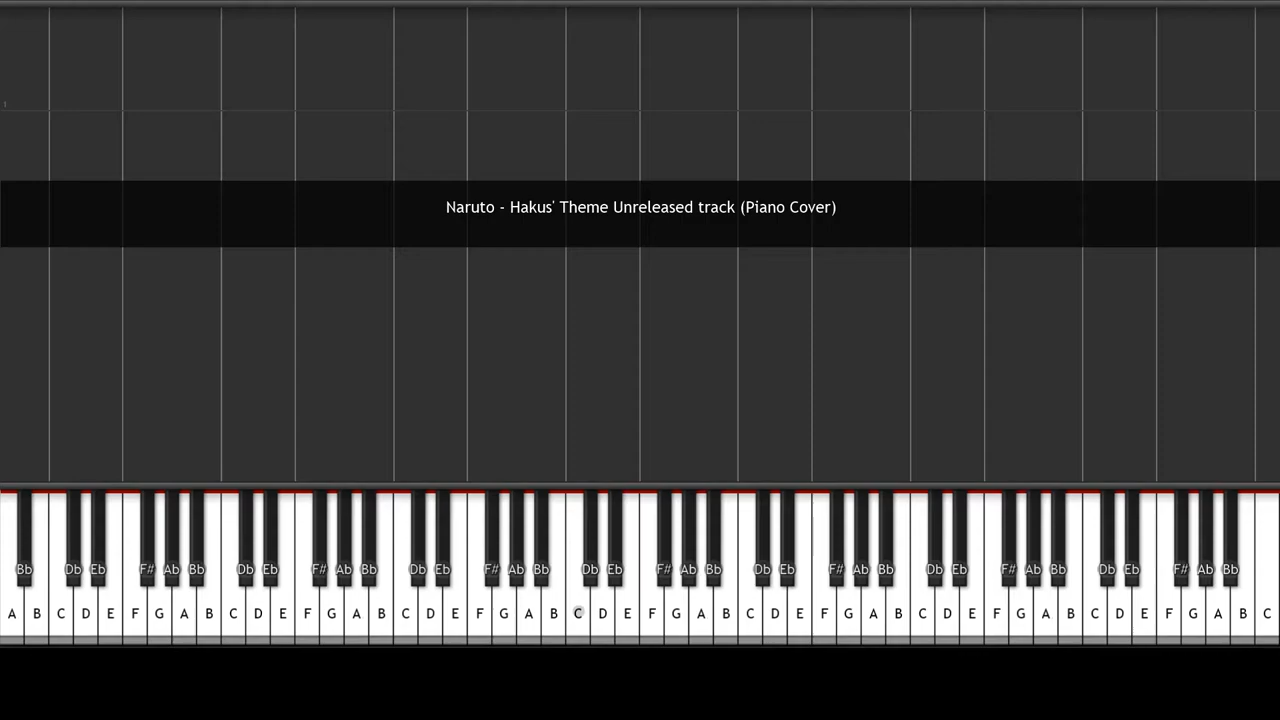 1
Naruto - Hakus' Theme Unreleased track (Piano Cover)
Bb Db Eb F# Ab Bb Db Eb F# Ab Bb Db Eb F# Ab Bb Db Eb F# Ab Bb Db Eb F# Ab Bb Db Eb F# Ab Bb Db Eb F# Ab Bb
A B C D E F G A B C D E F G A B C D E F G A B C D E F G A B C D E F G A B C D E F G A B C D E F G A B C